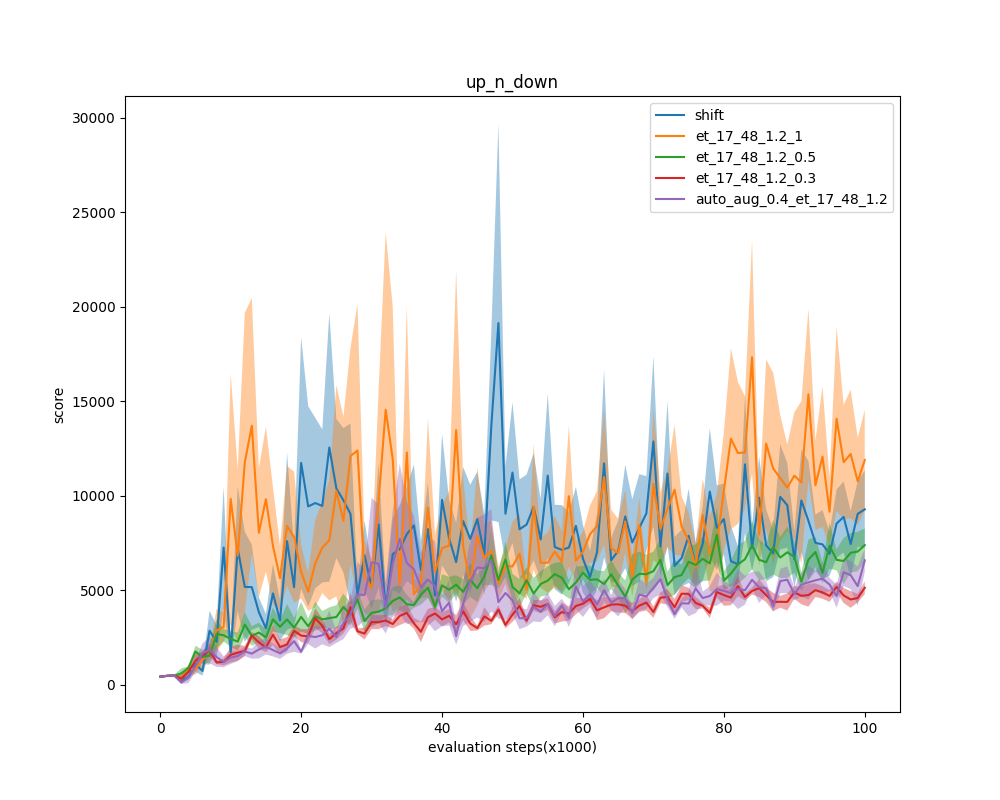 up_n_down
30000
25000
20000
15000
10000
5000
0
score
0 20 40 60 80 100
evaluation steps(x1000)
shift
et_17_48_1.2_1
et_17_48_1.2_0.5
et_17_48_1.2_0.3
auto_aug_0.4_et_17_48_1.2